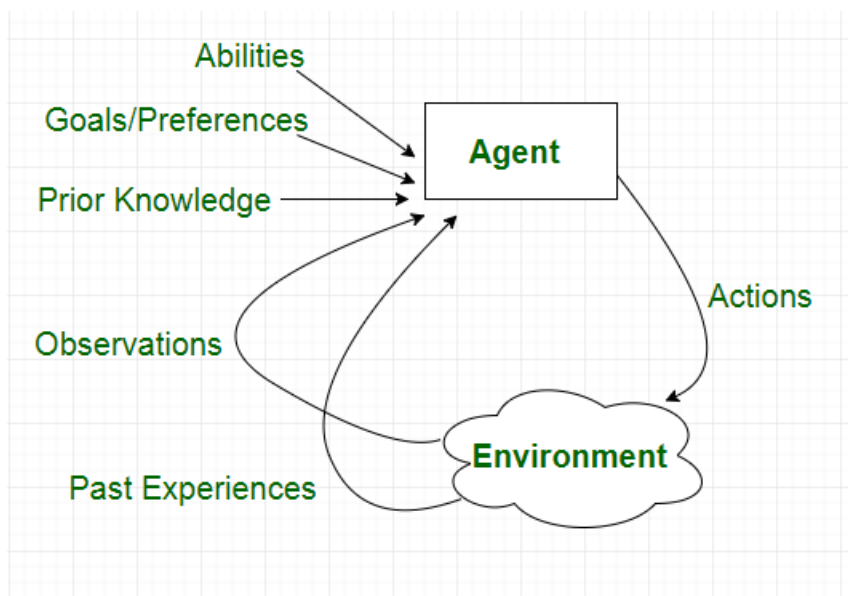 Abilities
Goals/Preferences
Agent
Prior Knowledge
Actions
Observations
Environment
Past Experiences